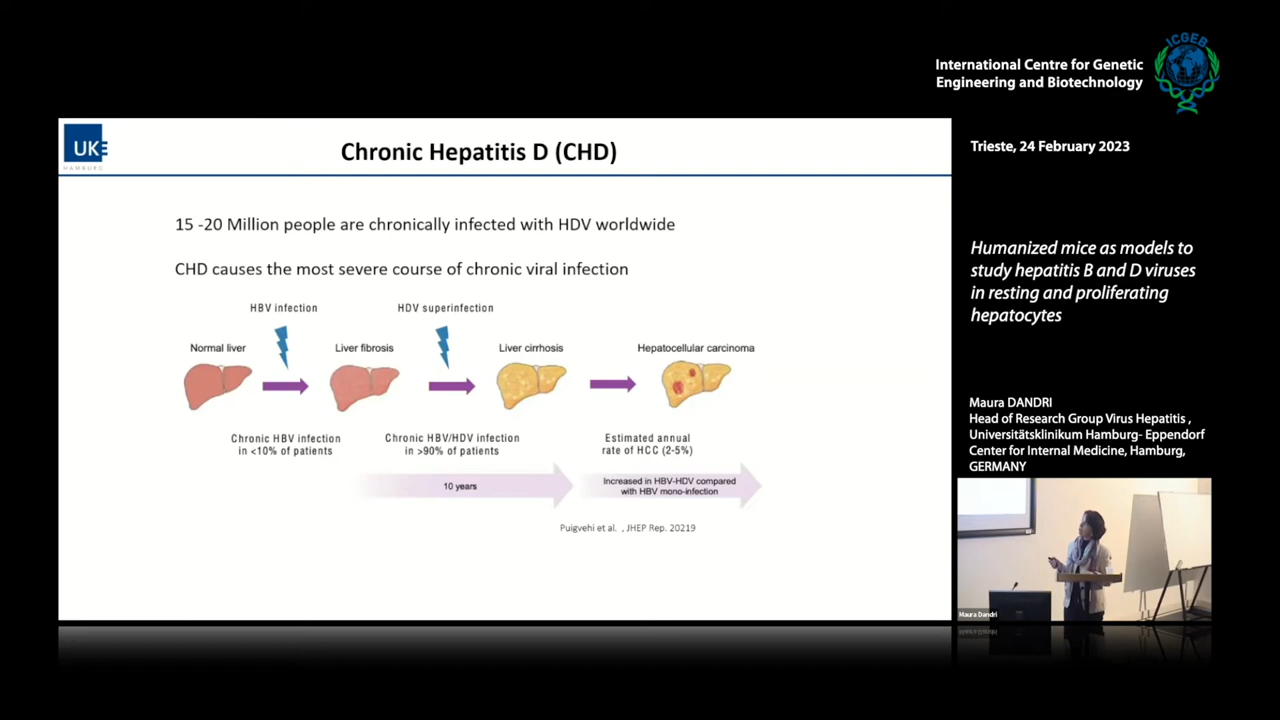 ICGEB
International Centre for Genetic
Engineering and Biotechnology
UKE
HAMBURG
Chronic Hepatitis D (CHD)
15 -20 Million people are chronically infected with HDV worldwide
CHD causes the most severe course of chronic viral infection
HBV infection
HDV superinfection
Normal liver
Liver fibrosis
Liver cirrhosis
Hepatocellular carcinoma
Chronic HBV infection
in <10% of patients
Chronic HBV/HDV infection
in >90% of patients
Estimated annual
rate of HCC (2-5%)
10 years
Increased in HBV-HDV compared
with HBV mono-infection
Puigvehi et al. , JHEP Rep. 20219
Trieste, 24 February 2023
Humanized mice as models to
study hepatitis B and D viruses
in resting and proliferating
hepatocytes
Maura DANDRI
Head of Research Group Virus Hepatitis ,
Universitätsklinikum Hamburg- Eppendorf
Center for Internal Medicine, Hamburg,
GERMANY
Maura Dandri